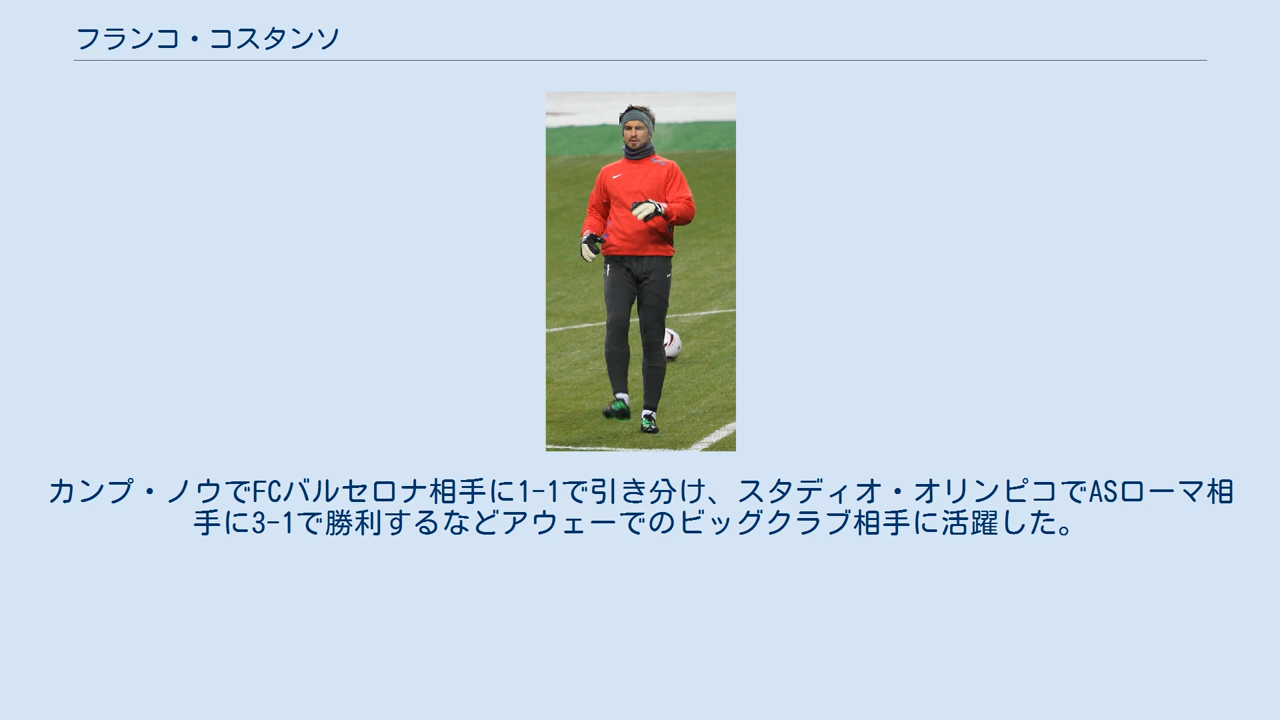 フランコ・コスタンソ
カンプ・ノウでFCバルセロナ相手に1-1で引き分け、スタディオ・オリンピコでASローマ相
手に3-1で勝利するなどアウェーでのビッグクラブ相手に活躍した。